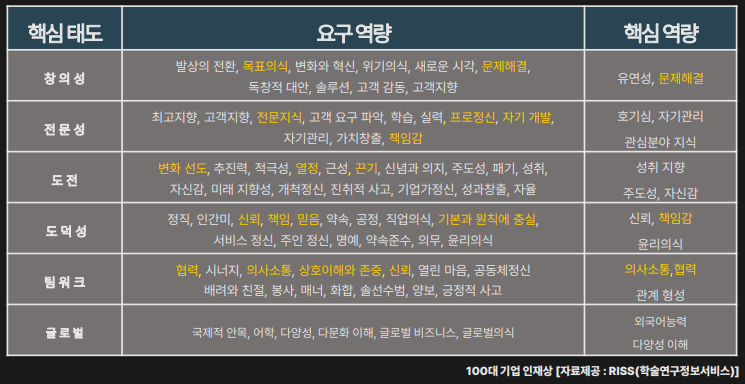 핵심 태도 요구 역량 핵심 역량
창의성
발상의 전환, 목표의식, 변화와 혁신, 위기의식, 새로운 시각, 문제해결,
독창적 대안, 솔루션, 고객 감동, 고객지향
유연성, 문제해결
전문성
최고지향, 고객지향, 전문지식, 고객 요구 파악, 학습, 실력, 프로정신, 자기 개발,
자기관리, 가치창출, 책임감
호기심, 자기관리
관심분야 지식
도전
변화 선도, 추진력, 적극성, 열정, 근성, 끈기, 신념과 의지, 주도성, 패기, 성취,
자신감, 미래 지향성, 개척정신, 진취적 사고, 기업가정신, 성과창출, 자율
성취 지향
주도성, 자신감
도덕성
정직, 인간미, 신뢰, 책임, 믿음, 약속, 공정, 직업의식, 기본과 원칙에 충실,
서비스 정신, 주인 정신, 명예, 약속준수, 의무, 윤리의식
신뢰, 책임감
윤리의식
팀워크
협력, 시너지, 의사소통, 상호이해와 존중, 신뢰, 열린 마음, 공동체정신
배려와 친절, 봉사, 매너, 화합, 솔선수범, 양보, 긍정적 사고
의사소통,협력
관계 형성
글로벌
국제적 안목, 어학, 다양성, 다문화 이해, 글로벌 비즈니스, 글로벌의식
외국어능력
다양성 이해
100대 기업 인재상 [자료제공 : RISS(학술연구정보서비스)]